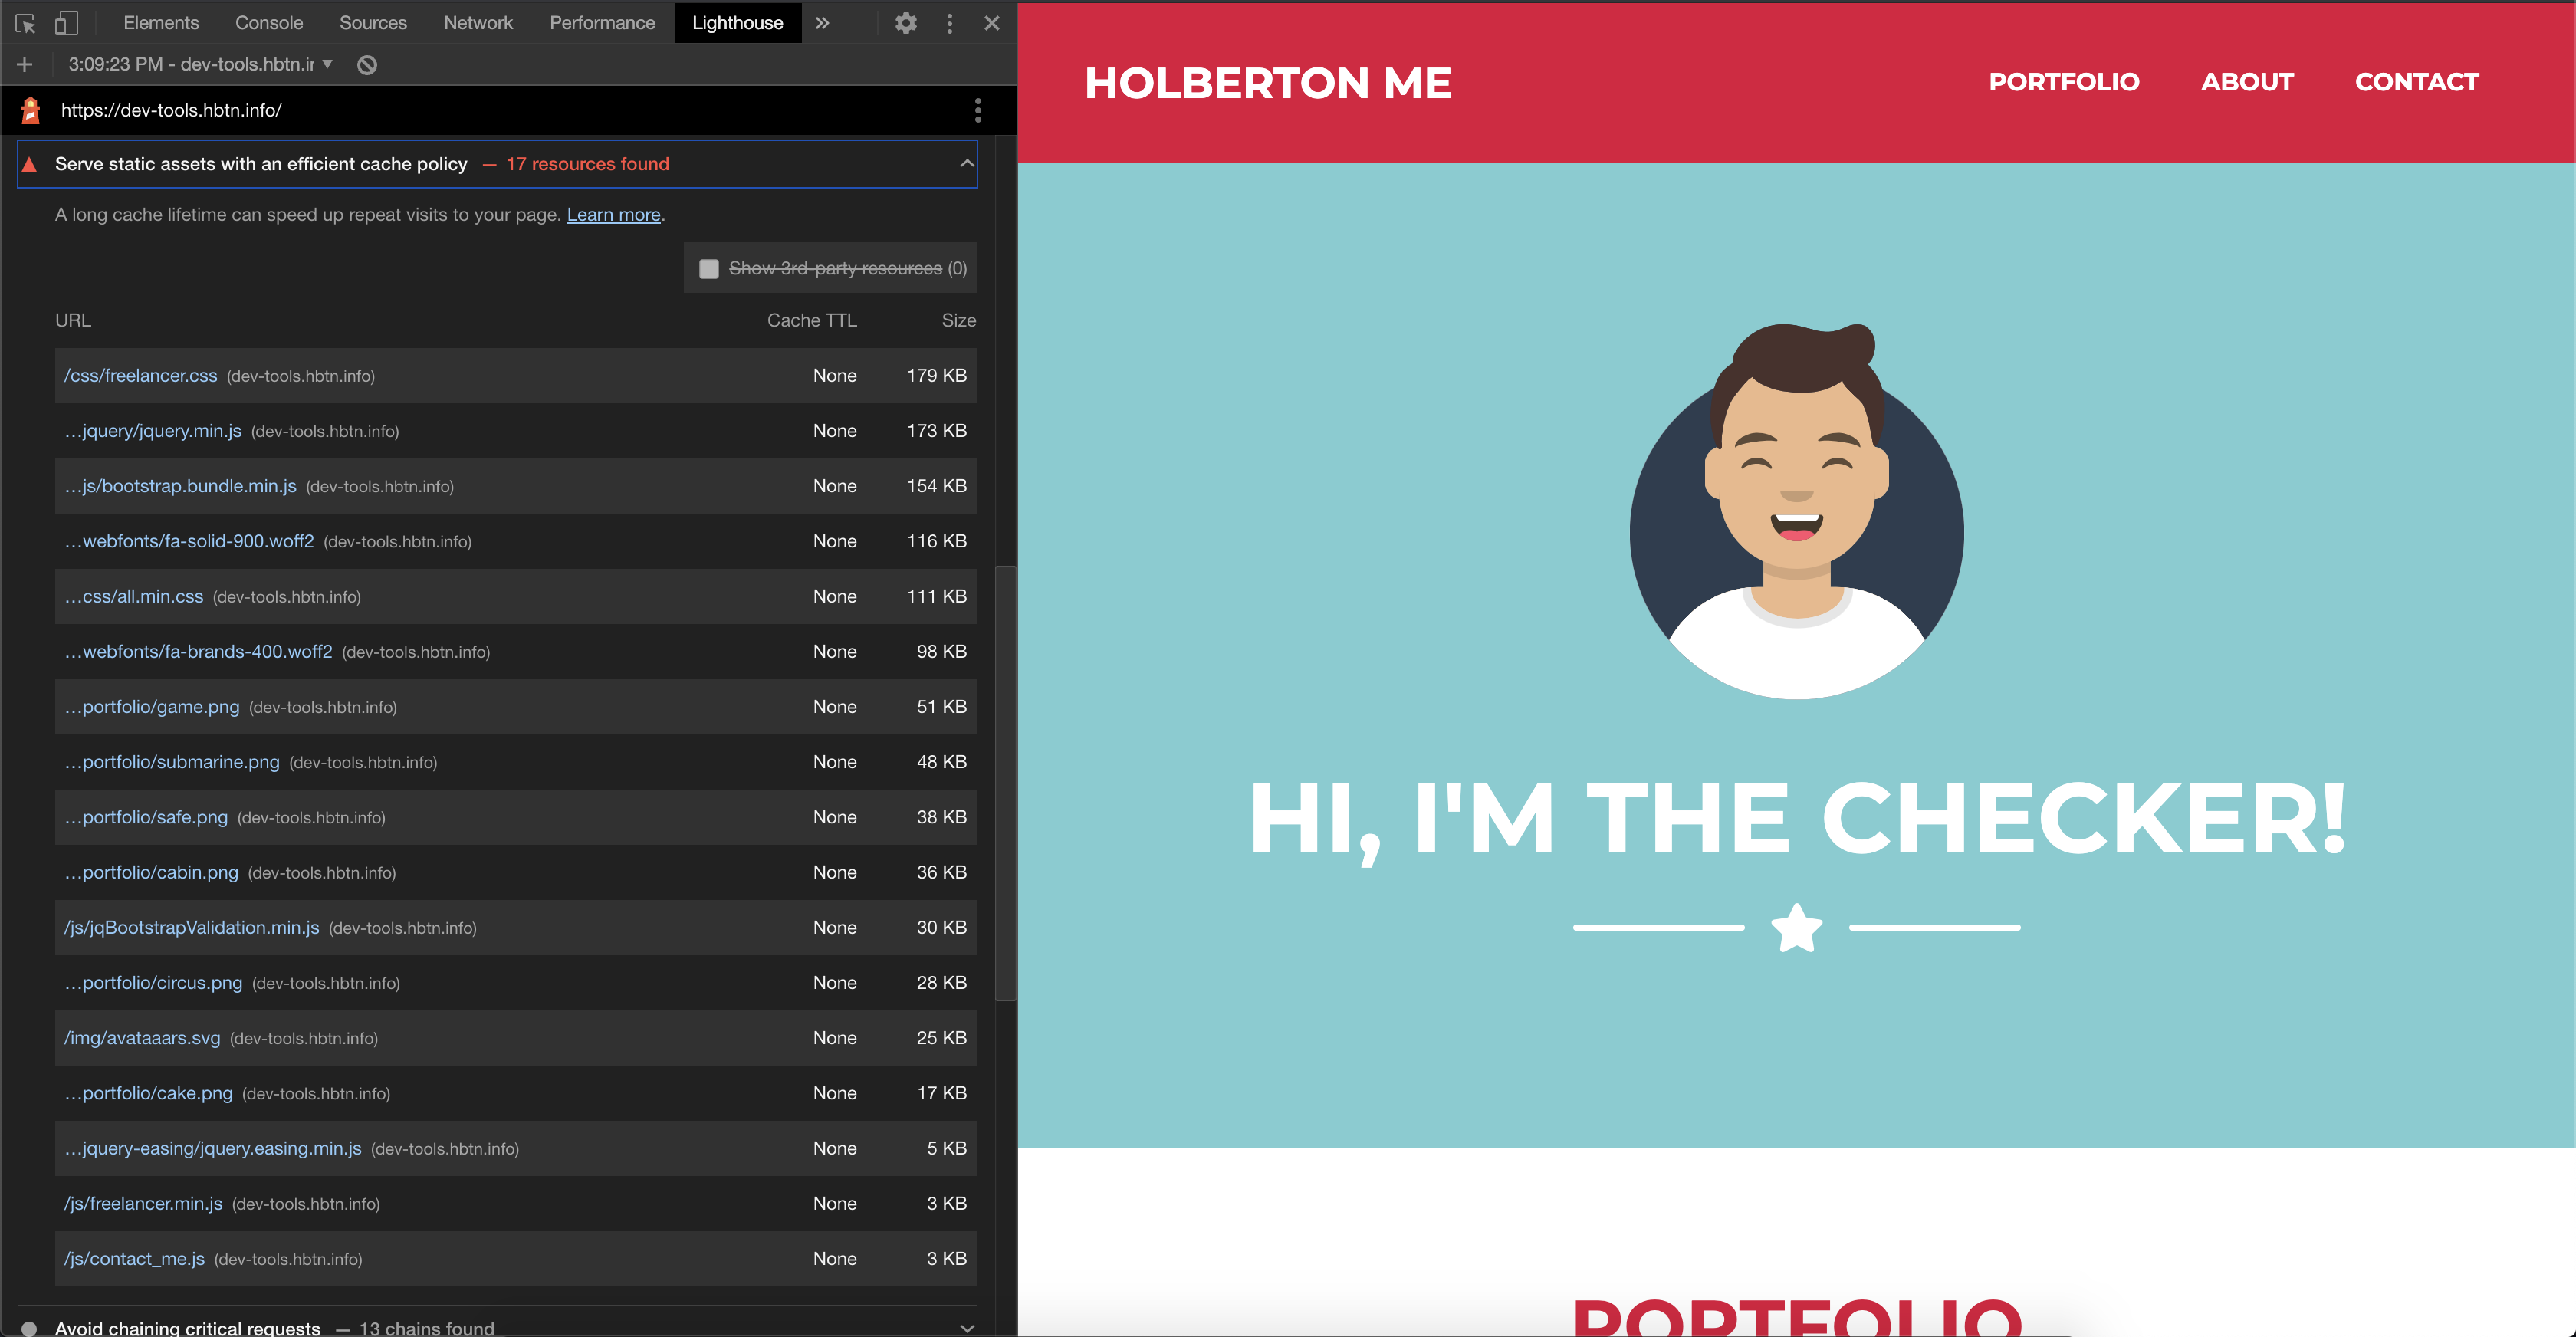 Elements Console Sources Network Performance Lighthouse »
3:09:23 PM - dev-tools.hbtn.ir
https://dev-tools.hbtn.info/
Serve static assets with an efficient cache policy — 17 resources found
A long cache lifetime can speed up repeat visits to your page. Learn more.
Show 3rd-party resources (0)
URL Cache TTL Size
/css/freelancer.css (dev-tools.hbtn.info) None 179 KB
…jquery/jquery.min.js (dev-tools.hbtn.info) None 173 KB
…js/bootstrap.bundle.min.js (dev-tools.hbtn.info) None 154 KB
…webfonts/fa-solid-900.woff2 (dev-tools.hbtn.info) None 116 KB
…css/all.min.css (dev-tools.hbtn.info) None 111 KB
…webfonts/fa-brands-400.woff2 (dev-tools.hbtn.info) None 98 KB
…portfolio/game.png (dev-tools.hbtn.info) None 51 KB
…portfolio/submarine.png (dev-tools.hbtn.info) None 48 KB
…portfolio/safe.png (dev-tools.hbtn.info) None 38 KB
…portfolio/cabin.png (dev-tools.hbtn.info) None 36 KB
/js/jqBootstrapValidation.min.js (dev-tools.hbtn.info) None 30 KB
…portfolio/circus.png (dev-tools.hbtn.info) None 28 KB
/img/avataaars.svg (dev-tools.hbtn.info) None 25 KB
…portfolio/cake.png (dev-tools.hbtn.info) None 17 KB
…jquery-easing/jquery.easing.min.js (dev-tools.hbtn.info) None 5 KB
/js/freelancer.min.js (dev-tools.hbtn.info) None 3 KB
/js/contact_me.js (dev-tools.hbtn.info) None 3 KB
Avoid chaining critical requests — 13 chains found
HOLBERTON ME PORTFOLIO ABOUT CONTACT
HI, I'M THE CHECKER!
PORTFOLIO